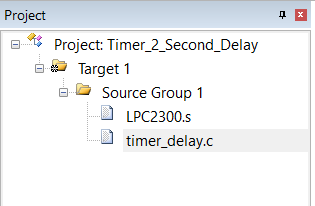 Project
Project: Timer_2_Second_Delay
Target 1
Source Group 1
LPC2300.s
timer_delay.c